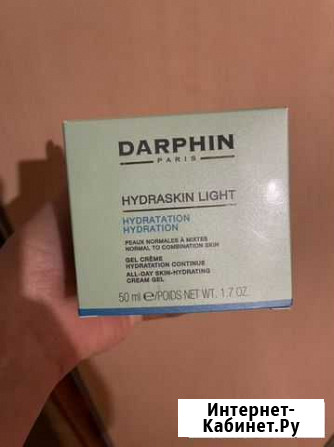 DARPHIN
PARIS
HYDRASKIN LIGHT
HYDRATATION
HYDRATION
PEAUX NORMALES À MIXTES
NORMAL TO COMBINATION SKIN
GEL CRÈME
HYDRATATION CONTINUE
ALL-DAY SKIN-HYDRATING
CREAM GEL
50 ml ℮/POIDS NET WT. 1.7 OZ.
Интернет-
Кабинет.Ру